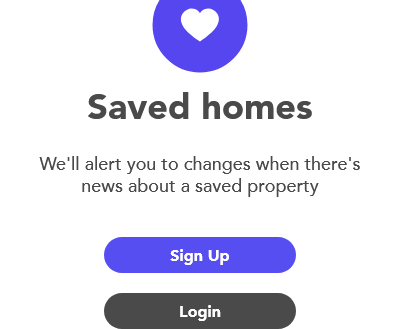 Saved homes
We'll alert you to changes when there's
news about a saved property
Sign Up
Login